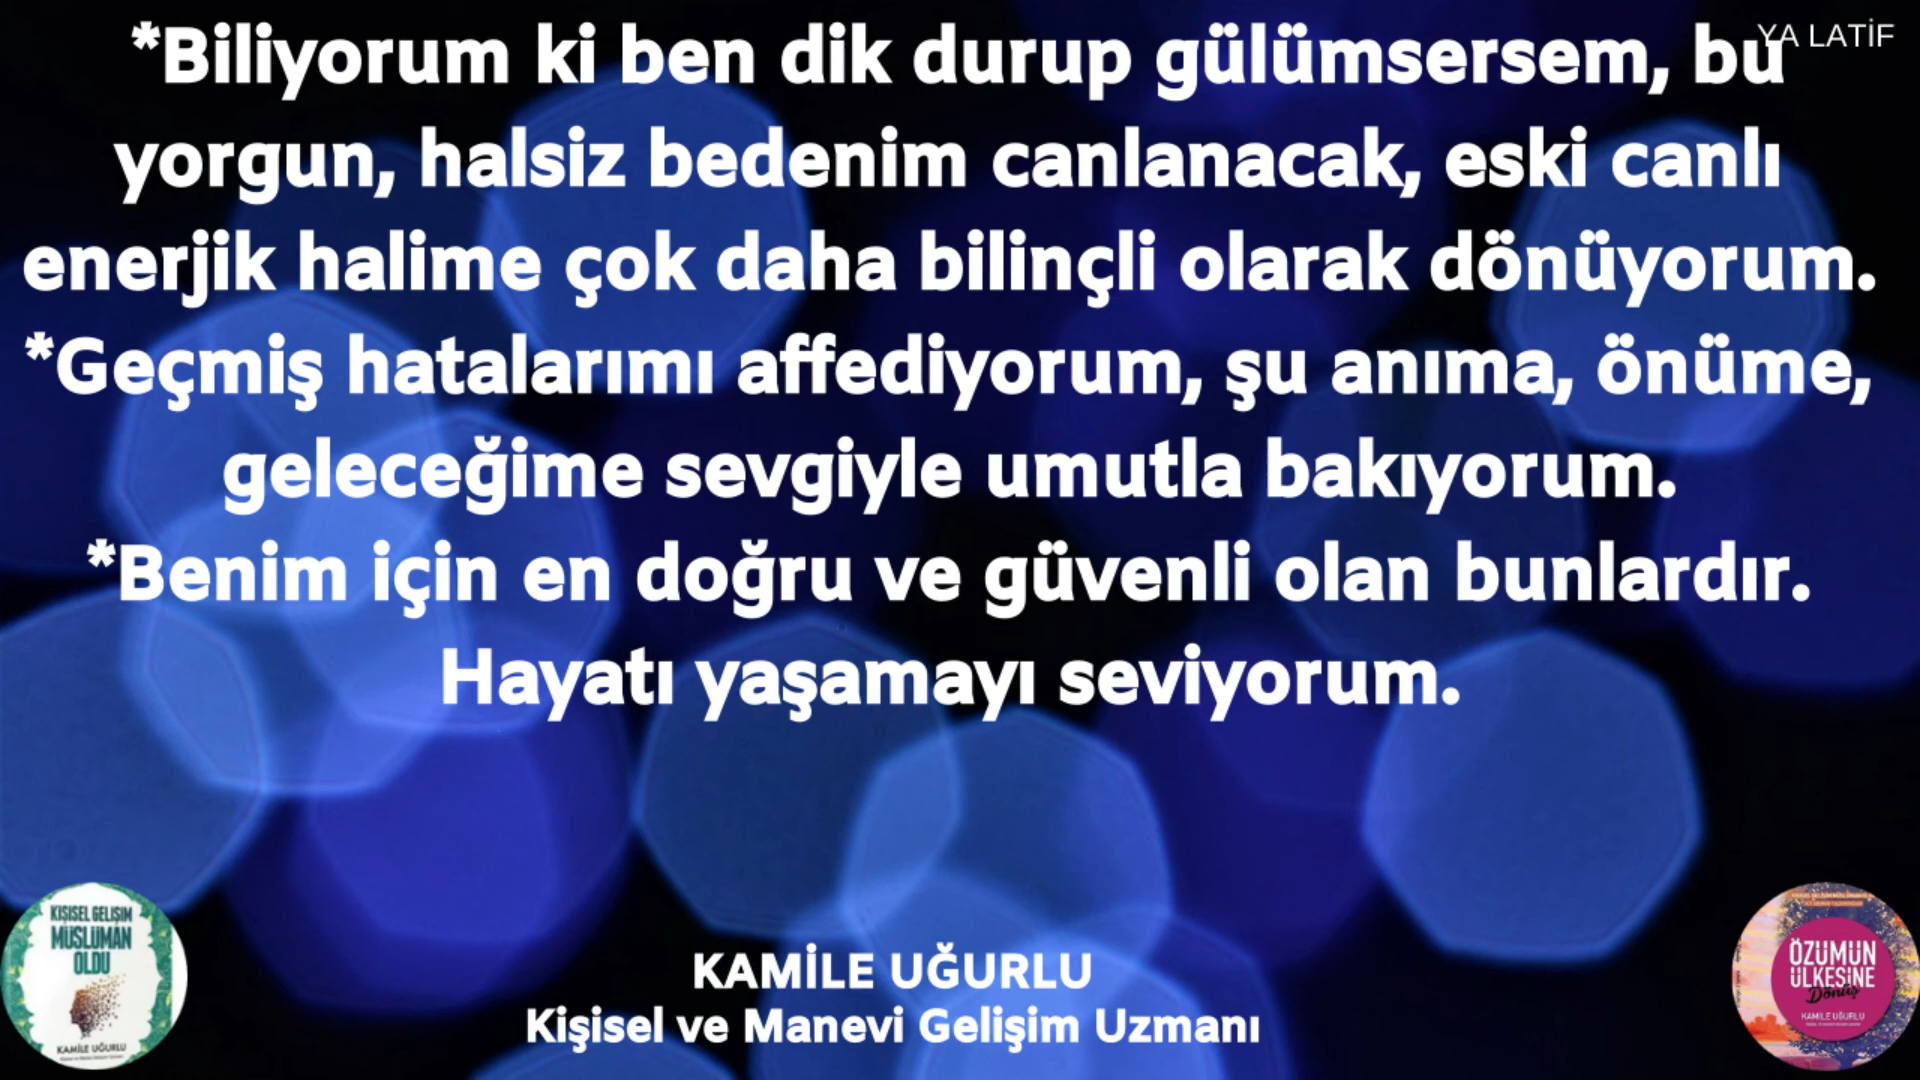 YA LATİF
*Biliyorum ki ben dik durup gülümsersem, bu
yorgun, halsiz bedenim canlanacak, eski canlı
enerjik halime çok daha bilinçli olarak dönüyorum.
*Geçmiş hatalarımı affediyorum, şu anıma, önüme,
geleceğime sevgiyle umutla bakıyorum.
*Benim için en doğru ve güvenli olan bunlardır.
Hayatı yaşamayı seviyorum.
KİŞİSEL GELİŞİM
MÜSLÜMAN
OLDU
KAMİLE UĞURLU
KAMİLE UĞURLU
Kişisel ve Manevi Gelişim Uzmanı
ÖZÜMÜN
ÜLKESİNE
Dönüş
KAMİLE UĞURLU